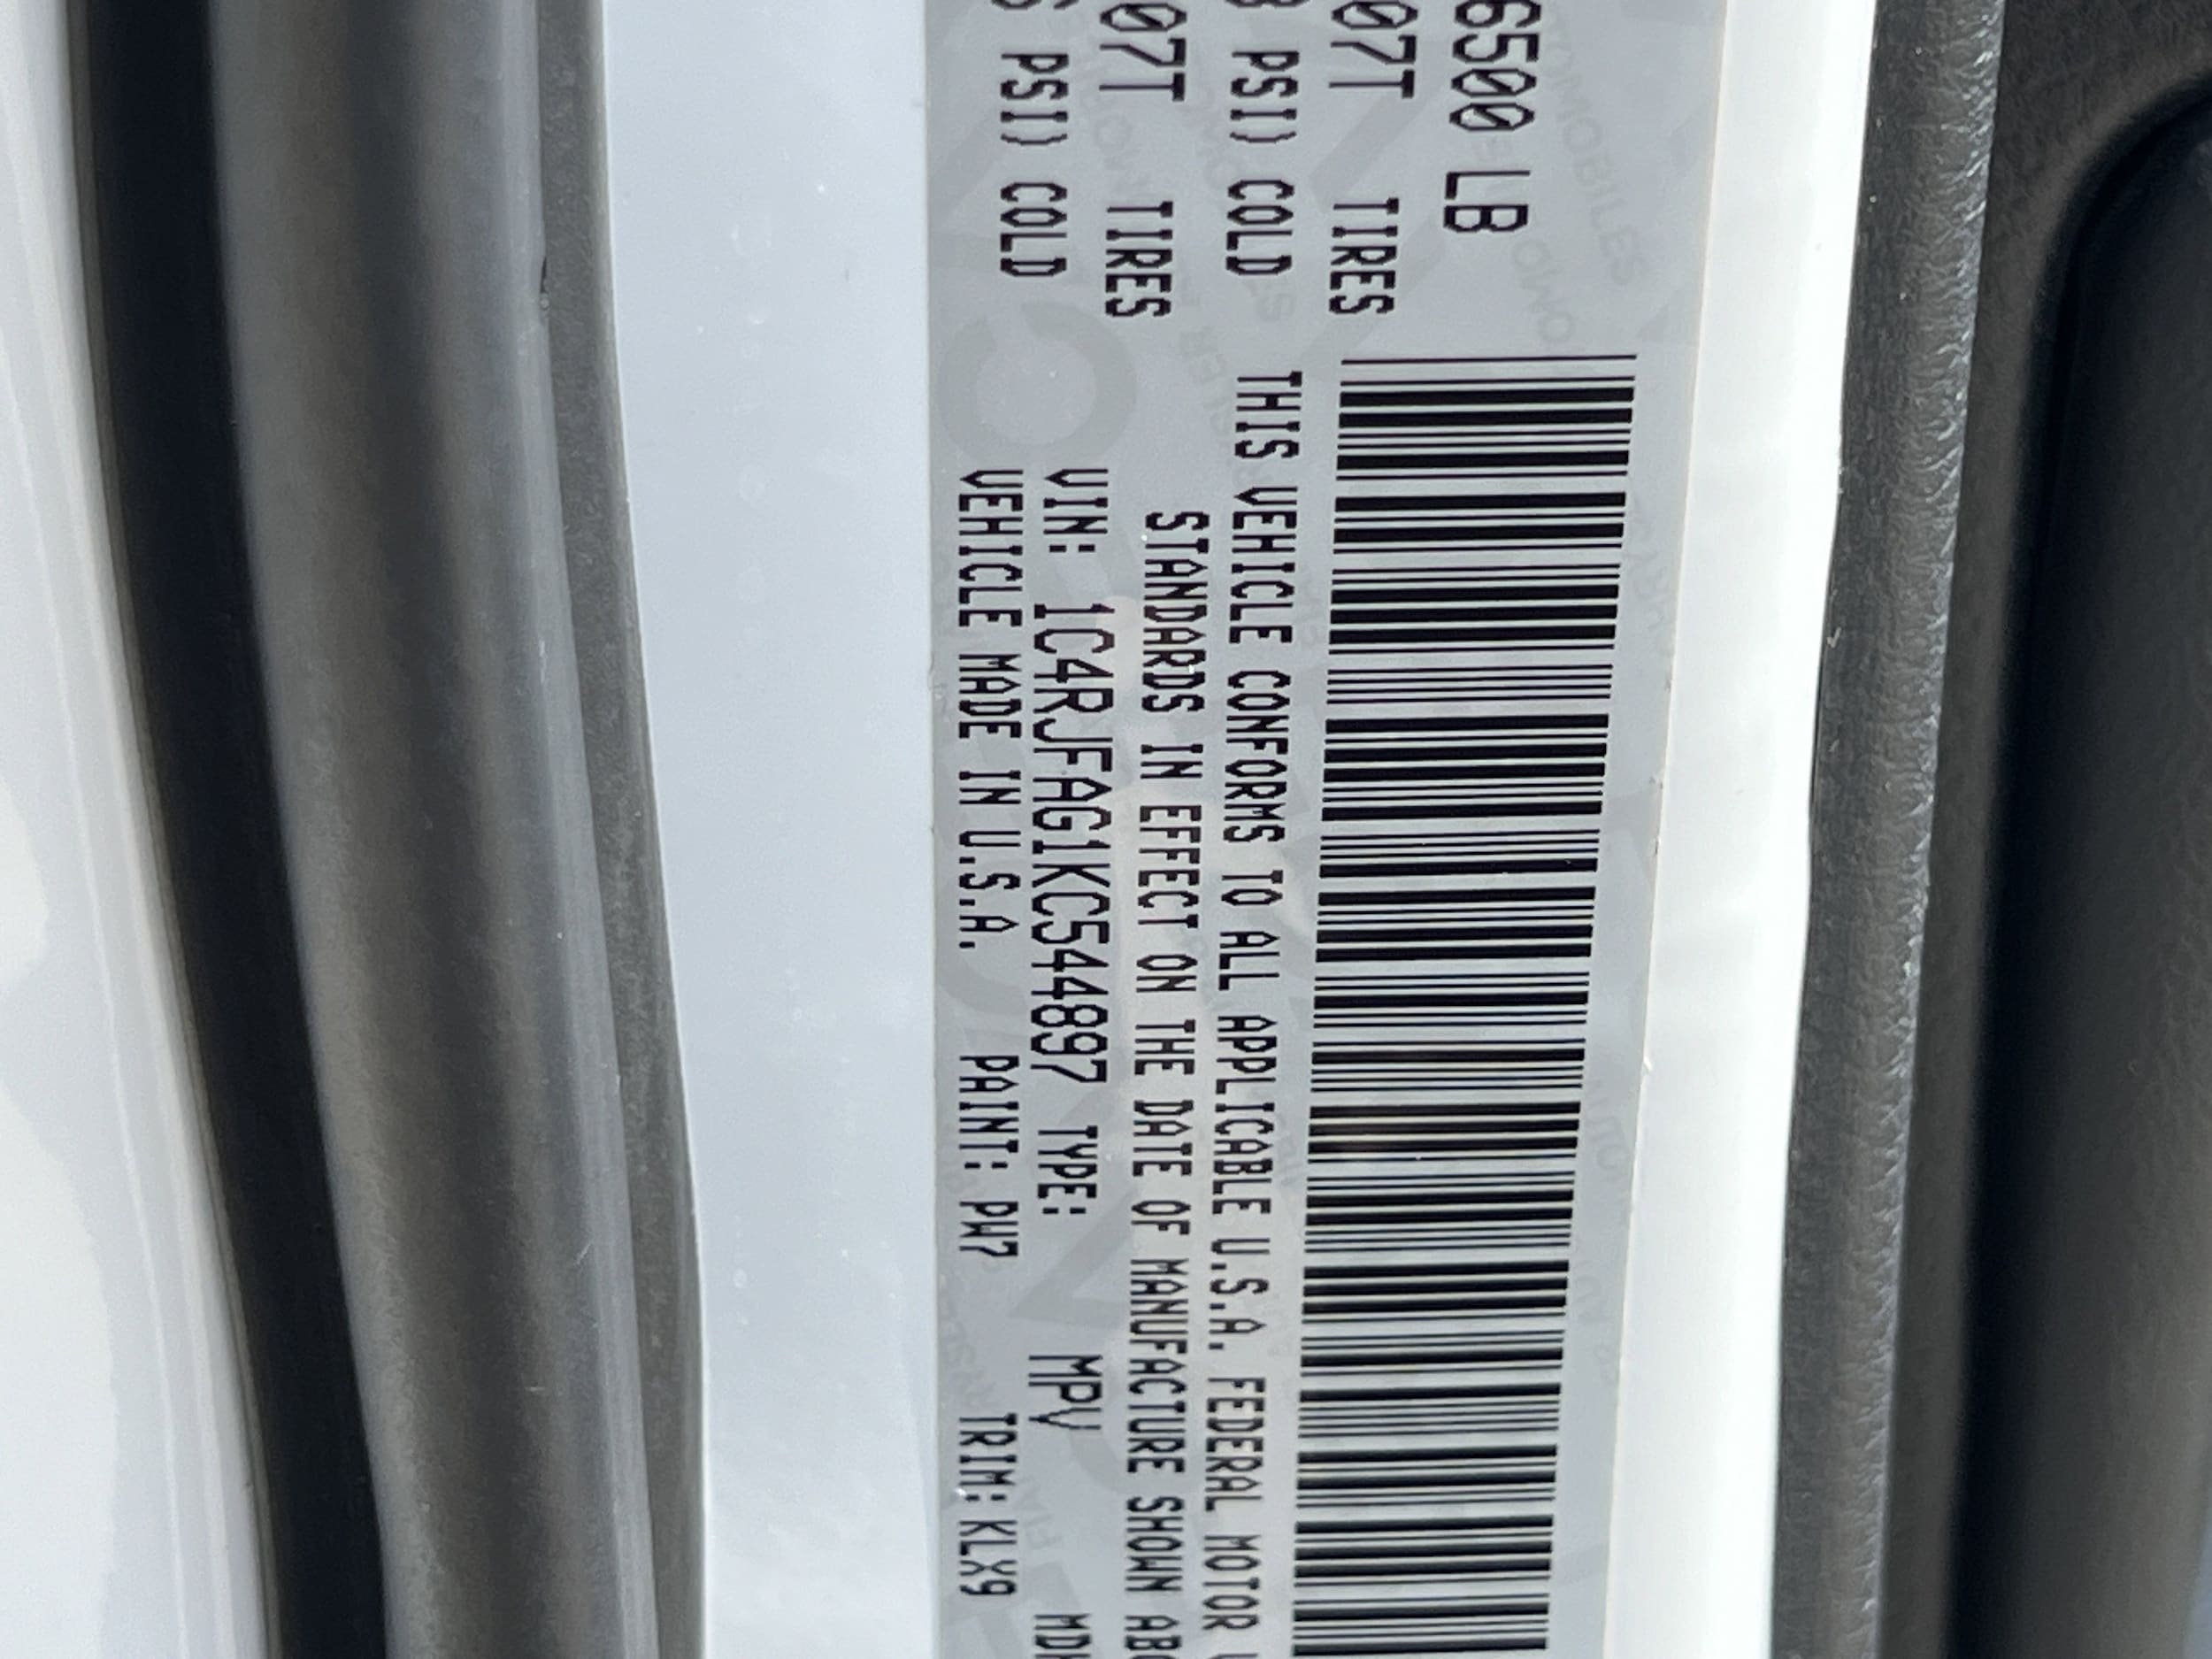 6500 LB
07T TIRES
PSI) COLD
07T TIRES
PSI) COLD
THIS VEHICLE CONFORMS TO ALL APPLICABLE U.S.A. FEDERAL MOTOR
STANDARDS IN EFFECT ON THE DATE OF MANUFACTURE SHOWN
VIN: 1C4RJFAG1KC544897 TYPE: MPV
VEHICLE MADE IN U.S.A. PAINT: PW7 TRIM: KLX9